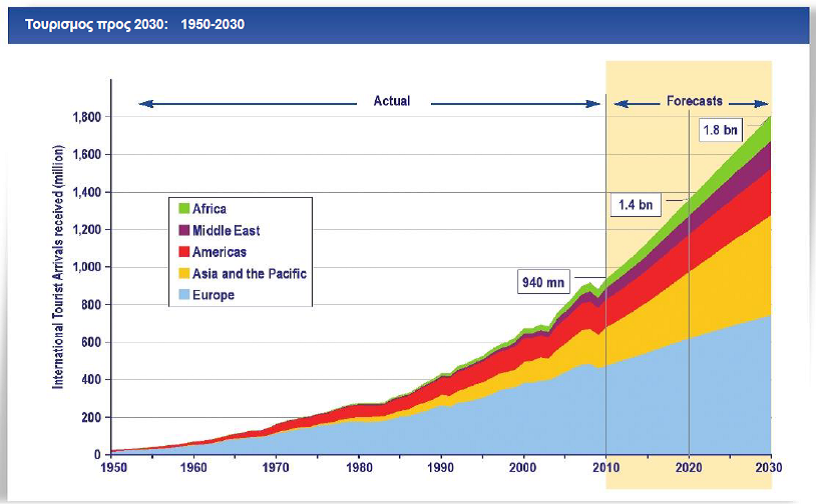 Τουρισμος προς 2030: 1950-2030
Actual
Forecasts
1.8 bn
1.4 bn
940 mn
International Tourist Arrivals received (million)
1,800
1,600
1,400
1,200
1,000
800
600
400
200
0
Africa
Middle East
Americas
Asia and the Pacific
Europe
1950 1960 1970 1980 1990 2000 2010 2020 2030